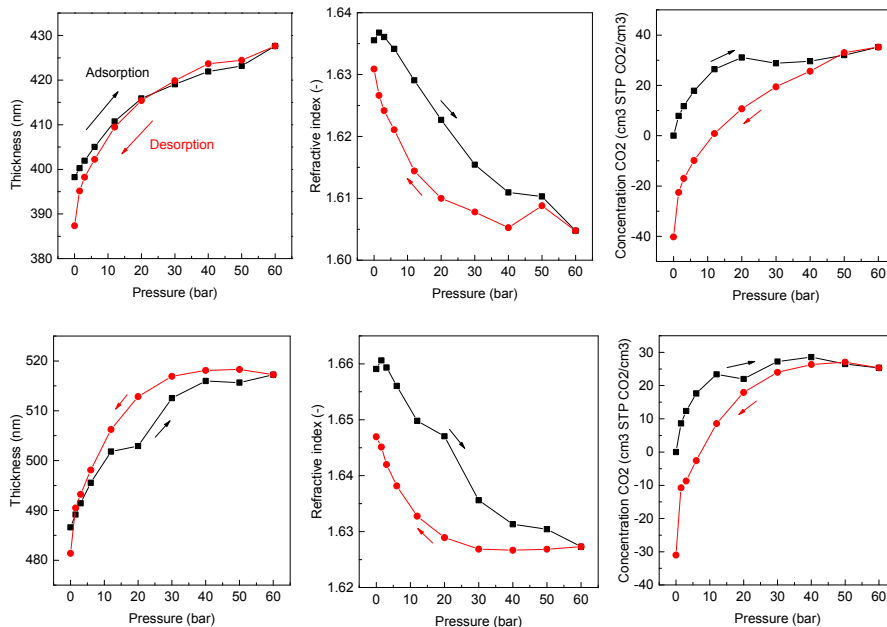 430
420
410
400
390
380
Thickness (nm)
Adsorption
Desorption
0 10 20 30 40 50 60
Pressure (bar)
1.64
1.63
1.62
1.61
1.60
Refractive index (-)
0 10 20 30 40 50 60
Pressure (bar)
40
20
0
-20
-40
Concentration CO2 (cm3 STP CO2/cm3)
0 10 20 30 40 50 60
Pressure (bar)
520
510
500
490
480
Thickness (nm)
0 10 20 30 40 50 60
Pressure (bar)
1.66
1.65
1.64
1.63
1.62
Refractive index (-)
0 10 20 30 40 50 60
Pressure (bar)
30
20
10
0
-10
-20
-30
-40
Concentration CO2 (cm3 STP CO2/cm3)
0 10 20 30 40 50 60
Pressure (bar)